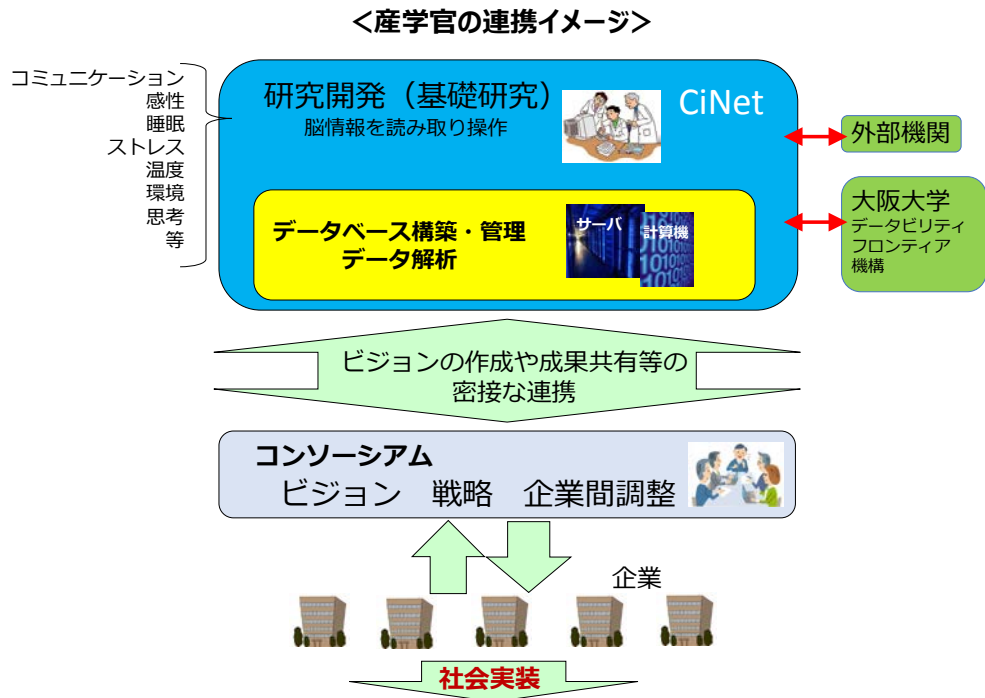 ＜産学官の連携イメージ＞
コミュニケーション
感性
睡眠
ストレス
温度
環境
思考
等
研究開発（基礎研究）
脳情報を読み取り操作
CiNet
データベース構築・管理
データ解析
サーバ
計算機
外部機関
大阪大学
データビリティ
フロンティア
機構
ビジョンの作成や成果共有等の
密接な連携
コンソーシアム
ビジョン　戦略　企業間調整
企業
社会実装